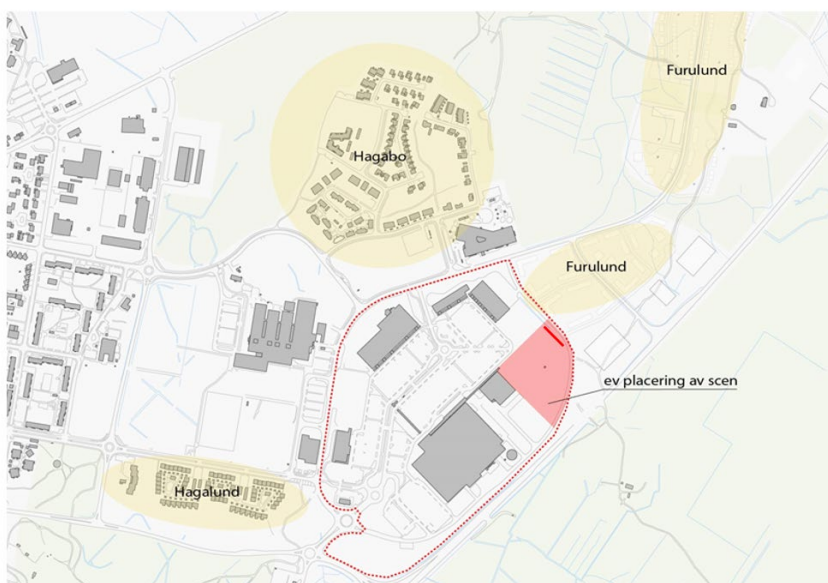 Furulund
Hagabo
Furulund
ev placering av scen
Hagalund